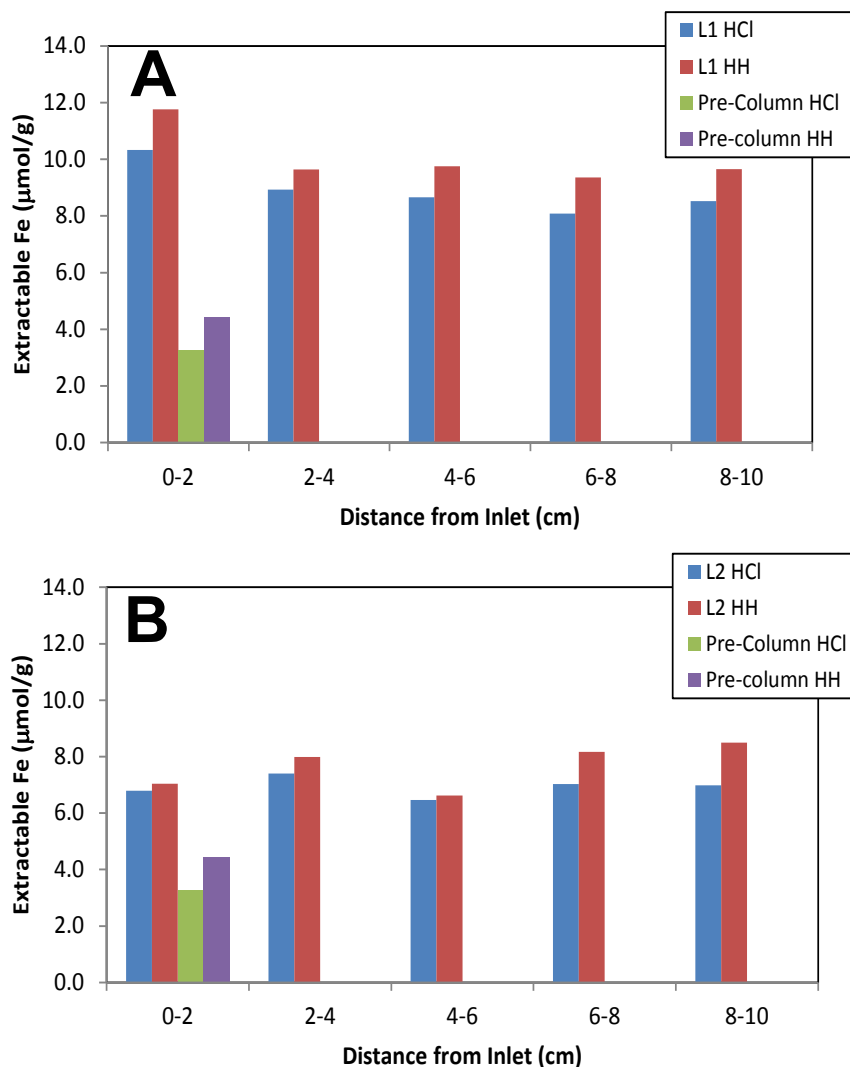 A
L1 HCl
L1 HH
Pre-Column HCl
Pre-column HH
Extractable Fe (μmol/g)
14.0
12.0
10.0
8.0
6.0
4.0
2.0
0.0
0-2 2-4 4-6 6-8 8-10
Distance from Inlet (cm)
B
L2 HCl
L2 HH
Pre-Column HCl
Pre-column HH
Extractable Fe (μmol/g)
14.0
12.0
10.0
8.0
6.0
4.0
2.0
0.0
0-2 2-4 4-6 6-8 8-10
Distance from Inlet (cm)